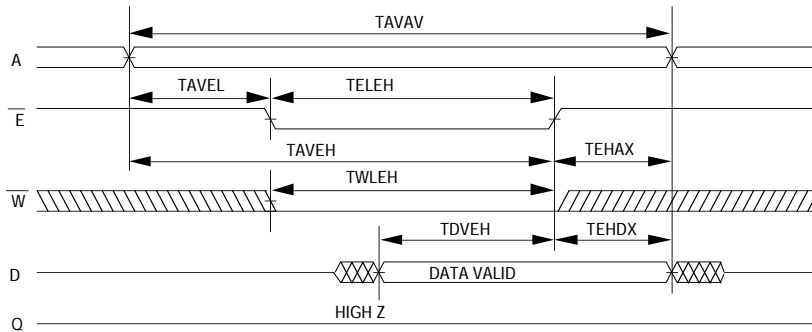 TAVAV
A
TAVEL TELEH
E
TAVEH TEHAX
TWLEH
W
TDVEH TEHDX
D DATA VALID
HIGH Z
Q